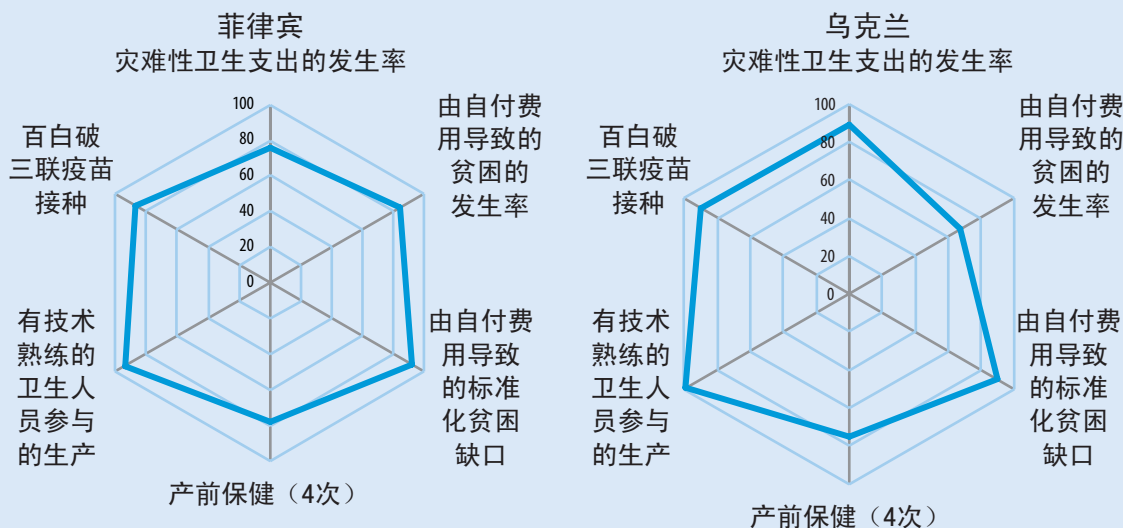 菲律宾
灾难性卫生支出的发生率
100
80
60
40
20
0
由自付费
用导致的
贫困的
发生率
由自付费
用导致
的标准
化贫困
缺口
产前保健（4次）
有技术
熟练的
卫生人
员参与
的生产
百白破
三联疫苗
接种
乌克兰
灾难性卫生支出的发生率
100
80
60
40
20
0
由自付费
用导致的
贫困的
发生率
由自付费
用导致
的标准
化贫困
缺口
产前保健（4次）
有技术
熟练的
卫生人
员参与
的生产
百白破
三联疫苗
接种